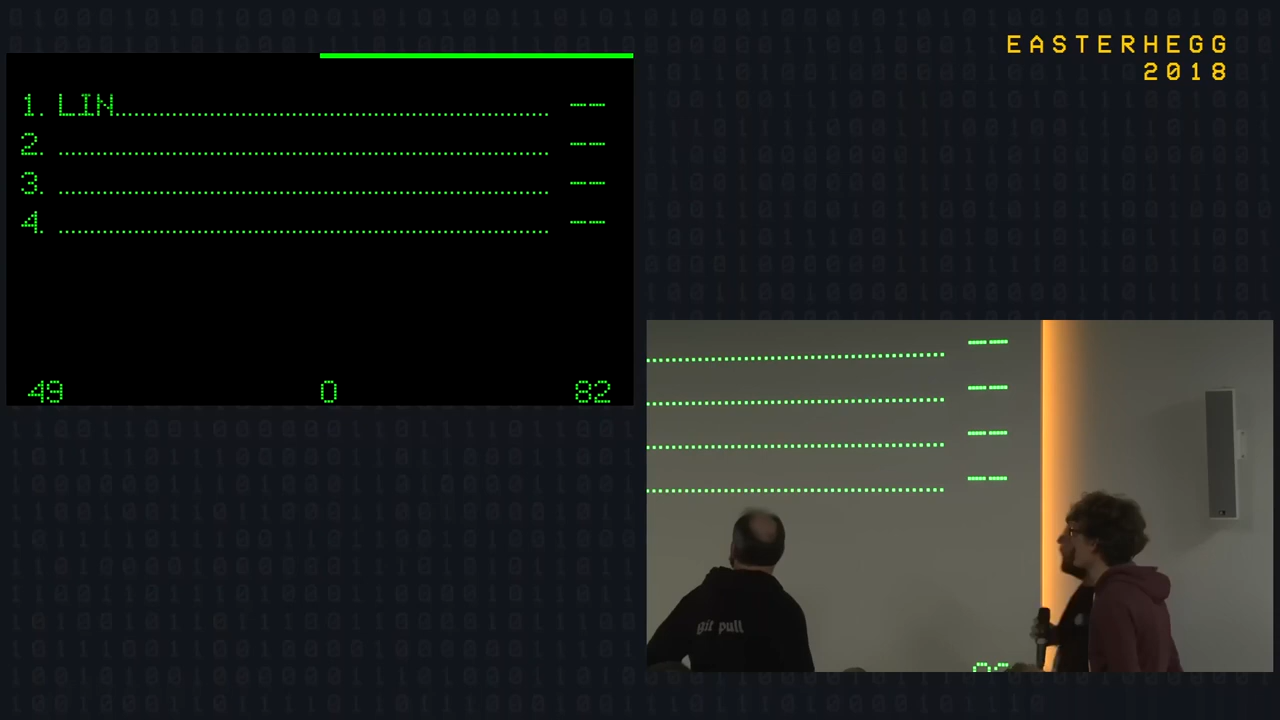 EASTERHEGG
2018
1. LIN............................................................ -- --
2. .............................................................. -- --
3. .............................................................. -- --
4. .............................................................. -- --
49 0 82
git pull